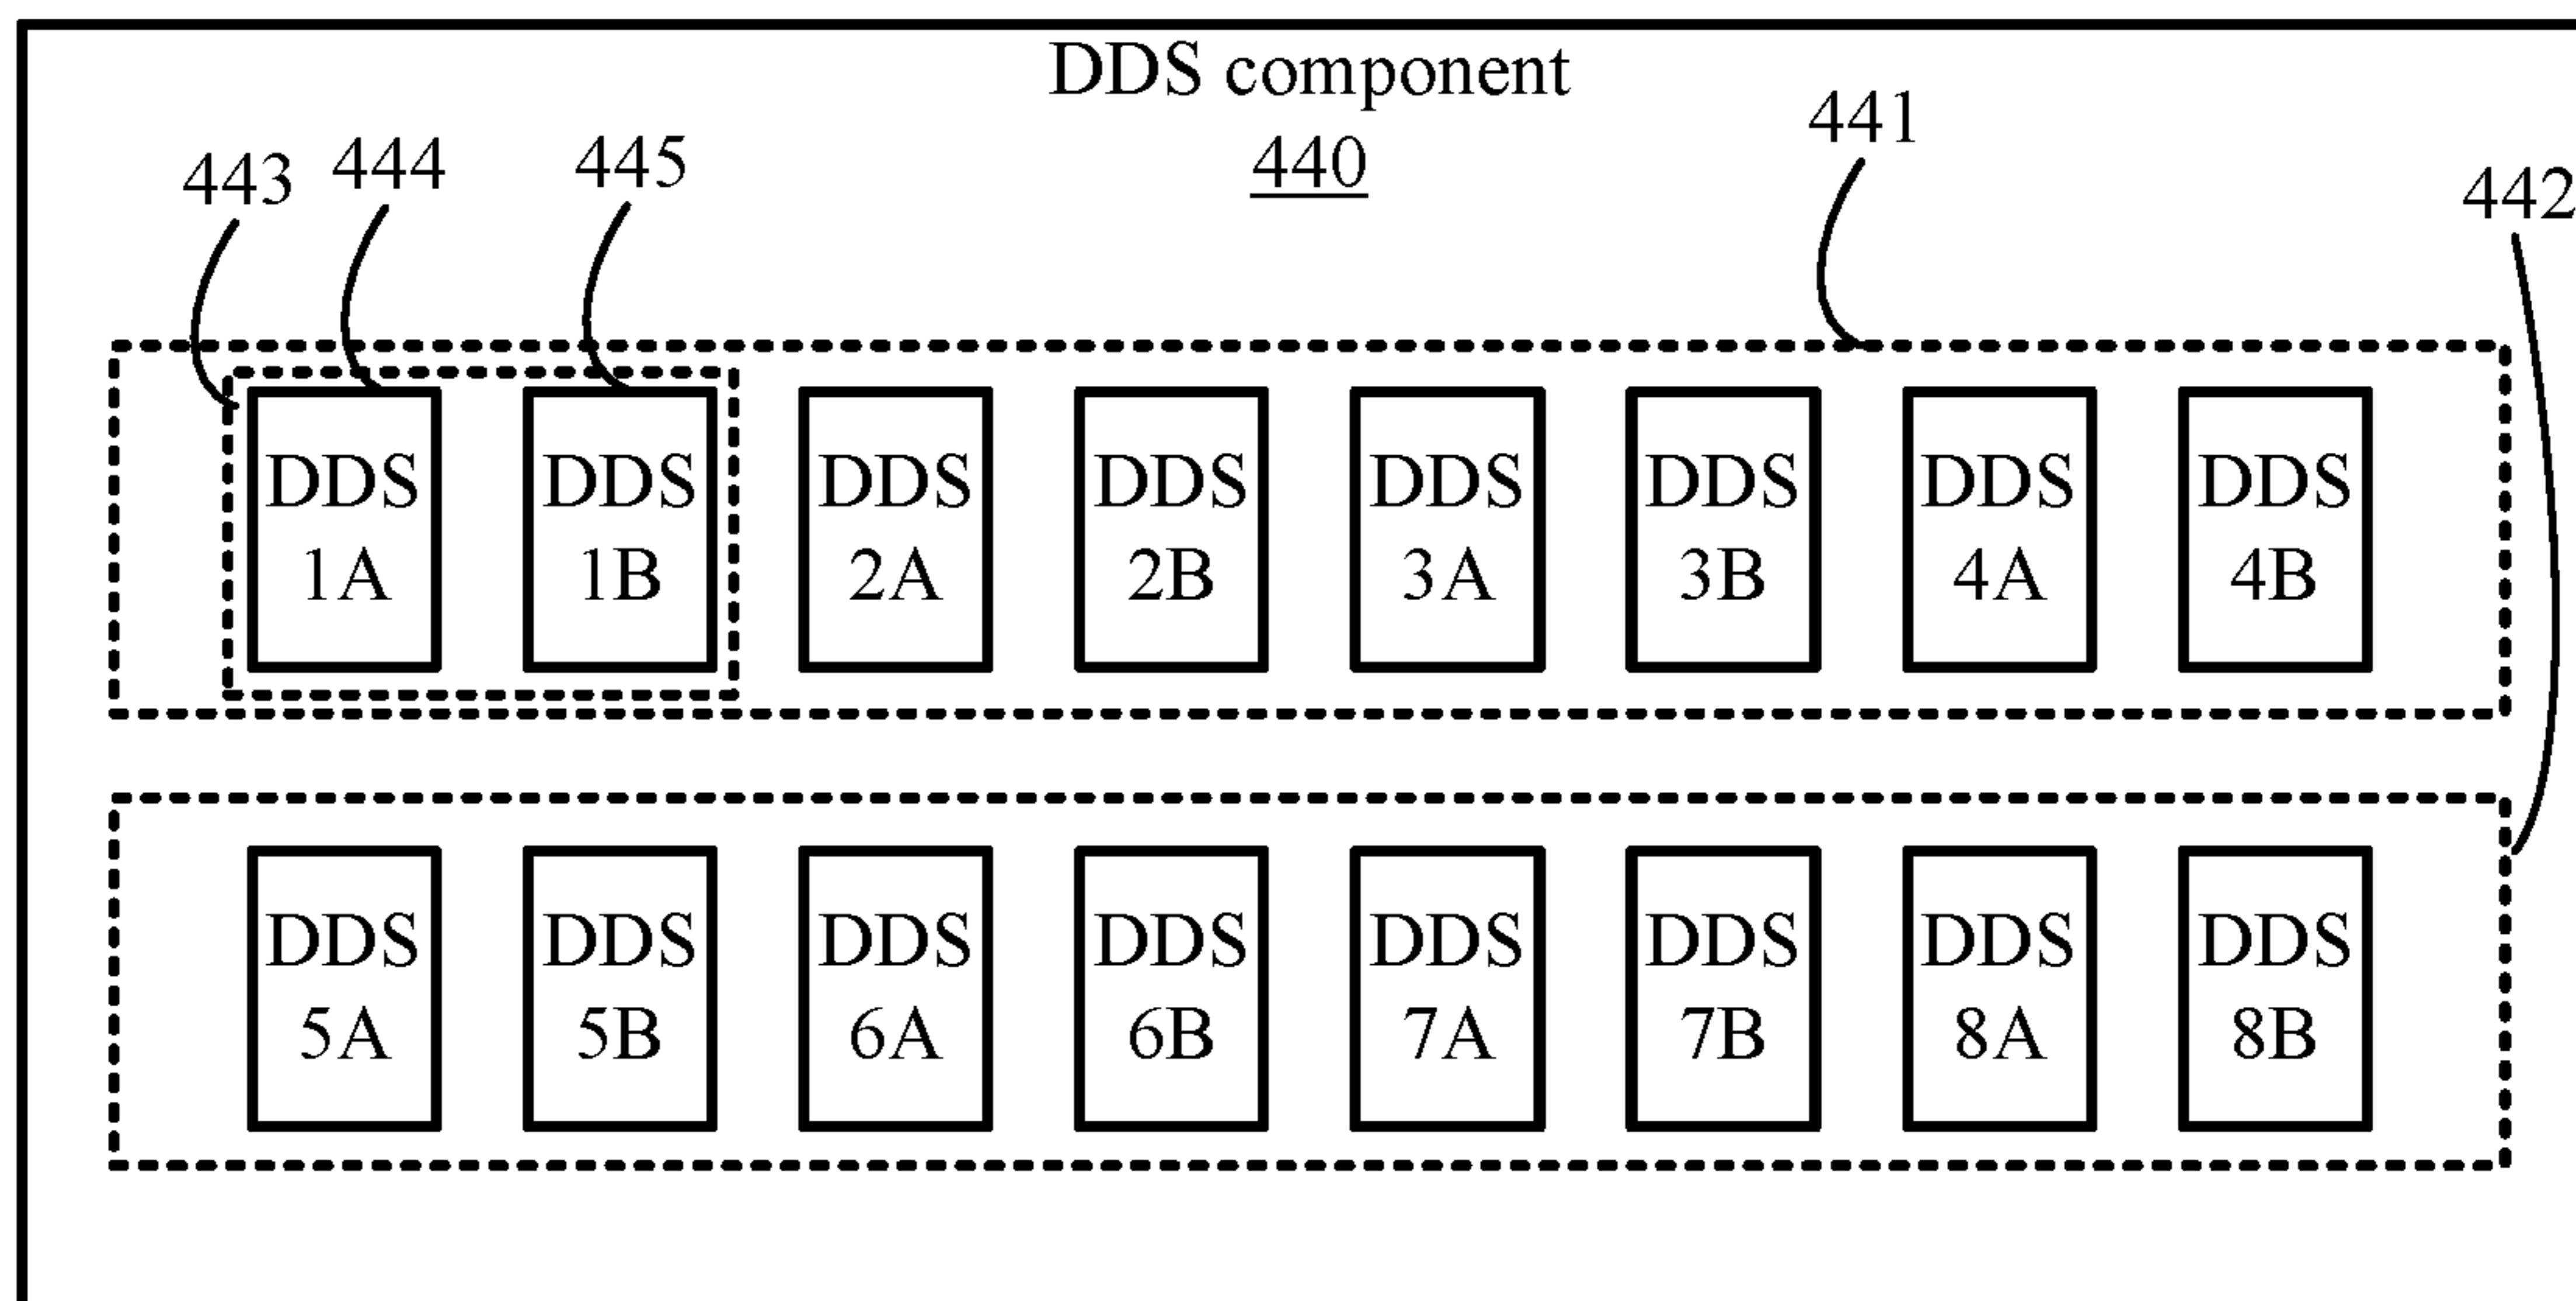 DDS component
440
441
442
443
444
445
DDS
1A
DDS
1B
DDS
2A
DDS
2B
DDS
3A
DDS
3B
DDS
4A
DDS
4B
DDS
5A
DDS
5B
DDS
6A
DDS
6B
DDS
7A
DDS
7B
DDS
8A
DDS
8B